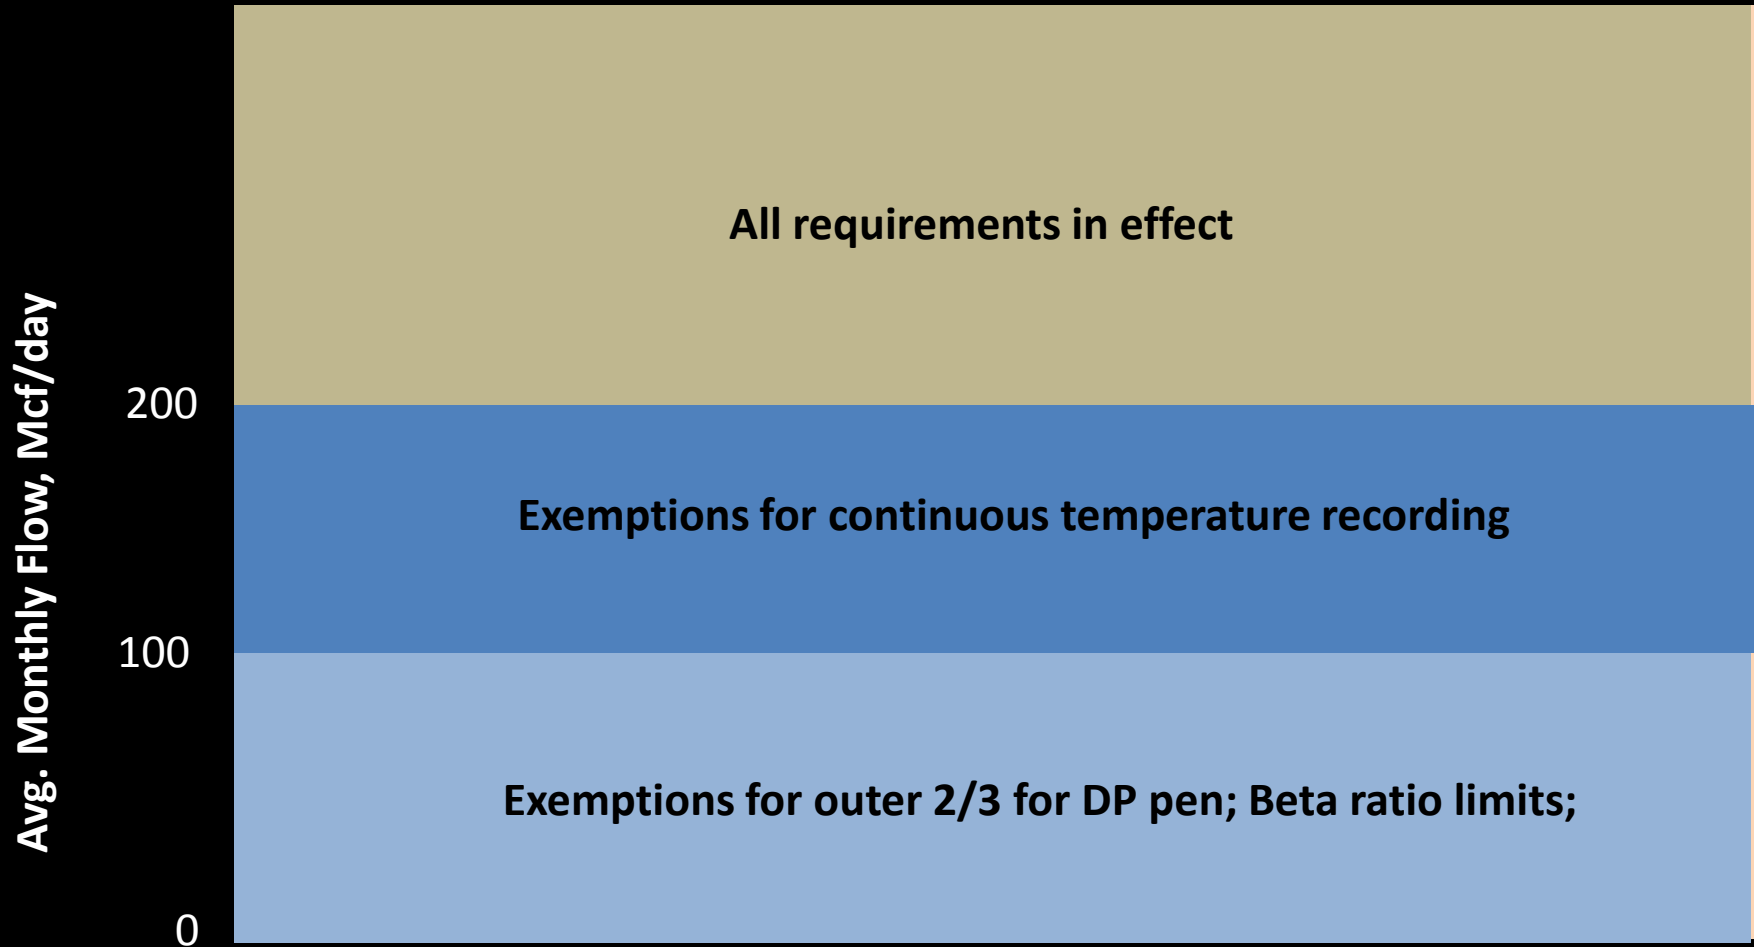 Avg. Monthly Flow, Mcf/day
All requirements in effect
200
Exemptions for continuous temperature recording
100
Exemptions for outer 2/3 for DP pen; Beta ratio limits;
0